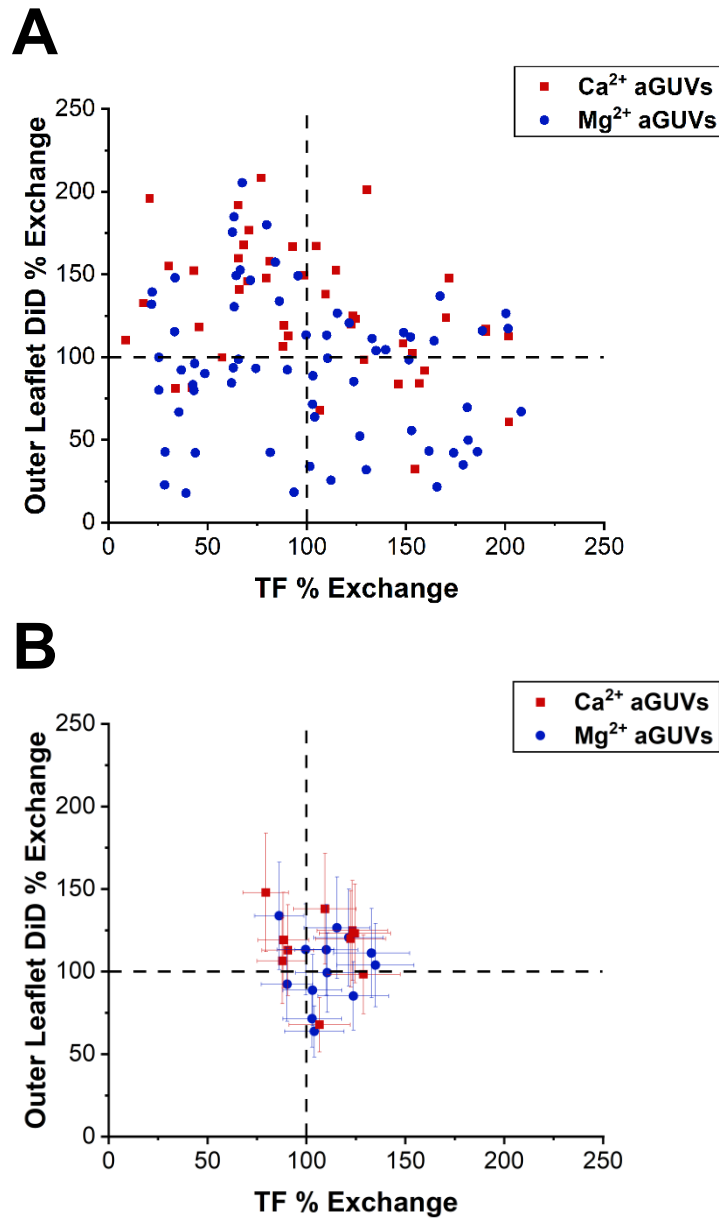 A
Ca²⁺ aGUVs
Mg²⁺ aGUVs
250
200
150
100
50
0
Outer Leaflet DiD % Exchange
0 50 100 150 200 250
TF % Exchange
B
Ca²⁺ aGUVs
Mg²⁺ aGUVs
250
200
150
100
50
0
Outer Leaflet DiD % Exchange
0 50 100 150 200 250
TF % Exchange